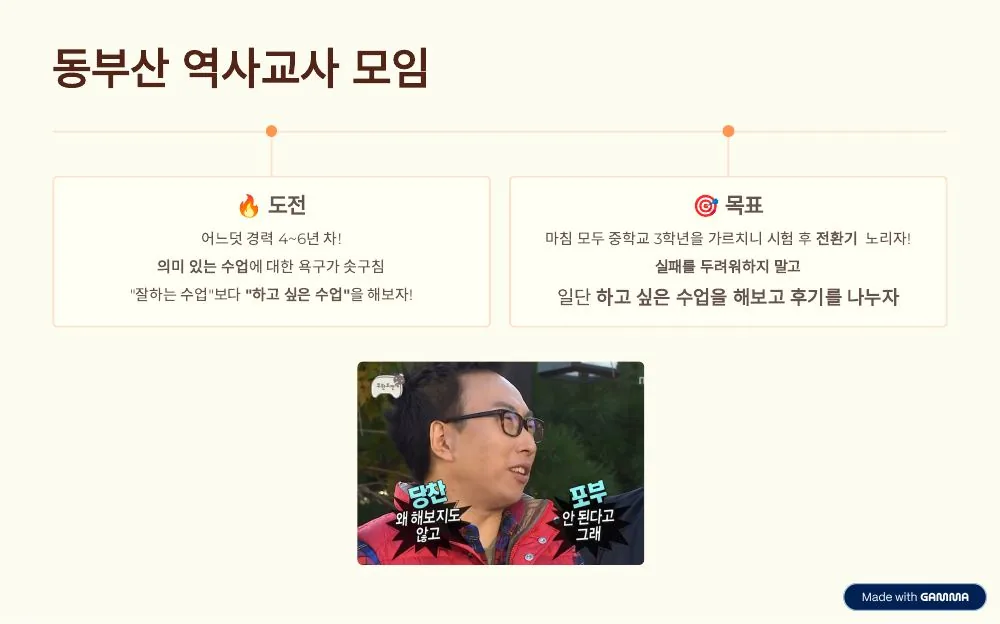 동부산 역사교사 모임
🔥 도전
어느덧 경력 4~6년 차!
의미 있는 수업에 대한 욕구가 솟구침
"잘하는 수업"보다 "하고 싶은 수업"을 해보자!
🎯 목표
마침 모두 중학교 3학년을 가르치니 시험 후 전환기 노리자!
실패를 두려워하지 말고
일단 하고 싶은 수업을 해보고 후기를 나누자
당찬
왜 해보지도
않고
포부
안 된다고
그래
Made with GAMMA